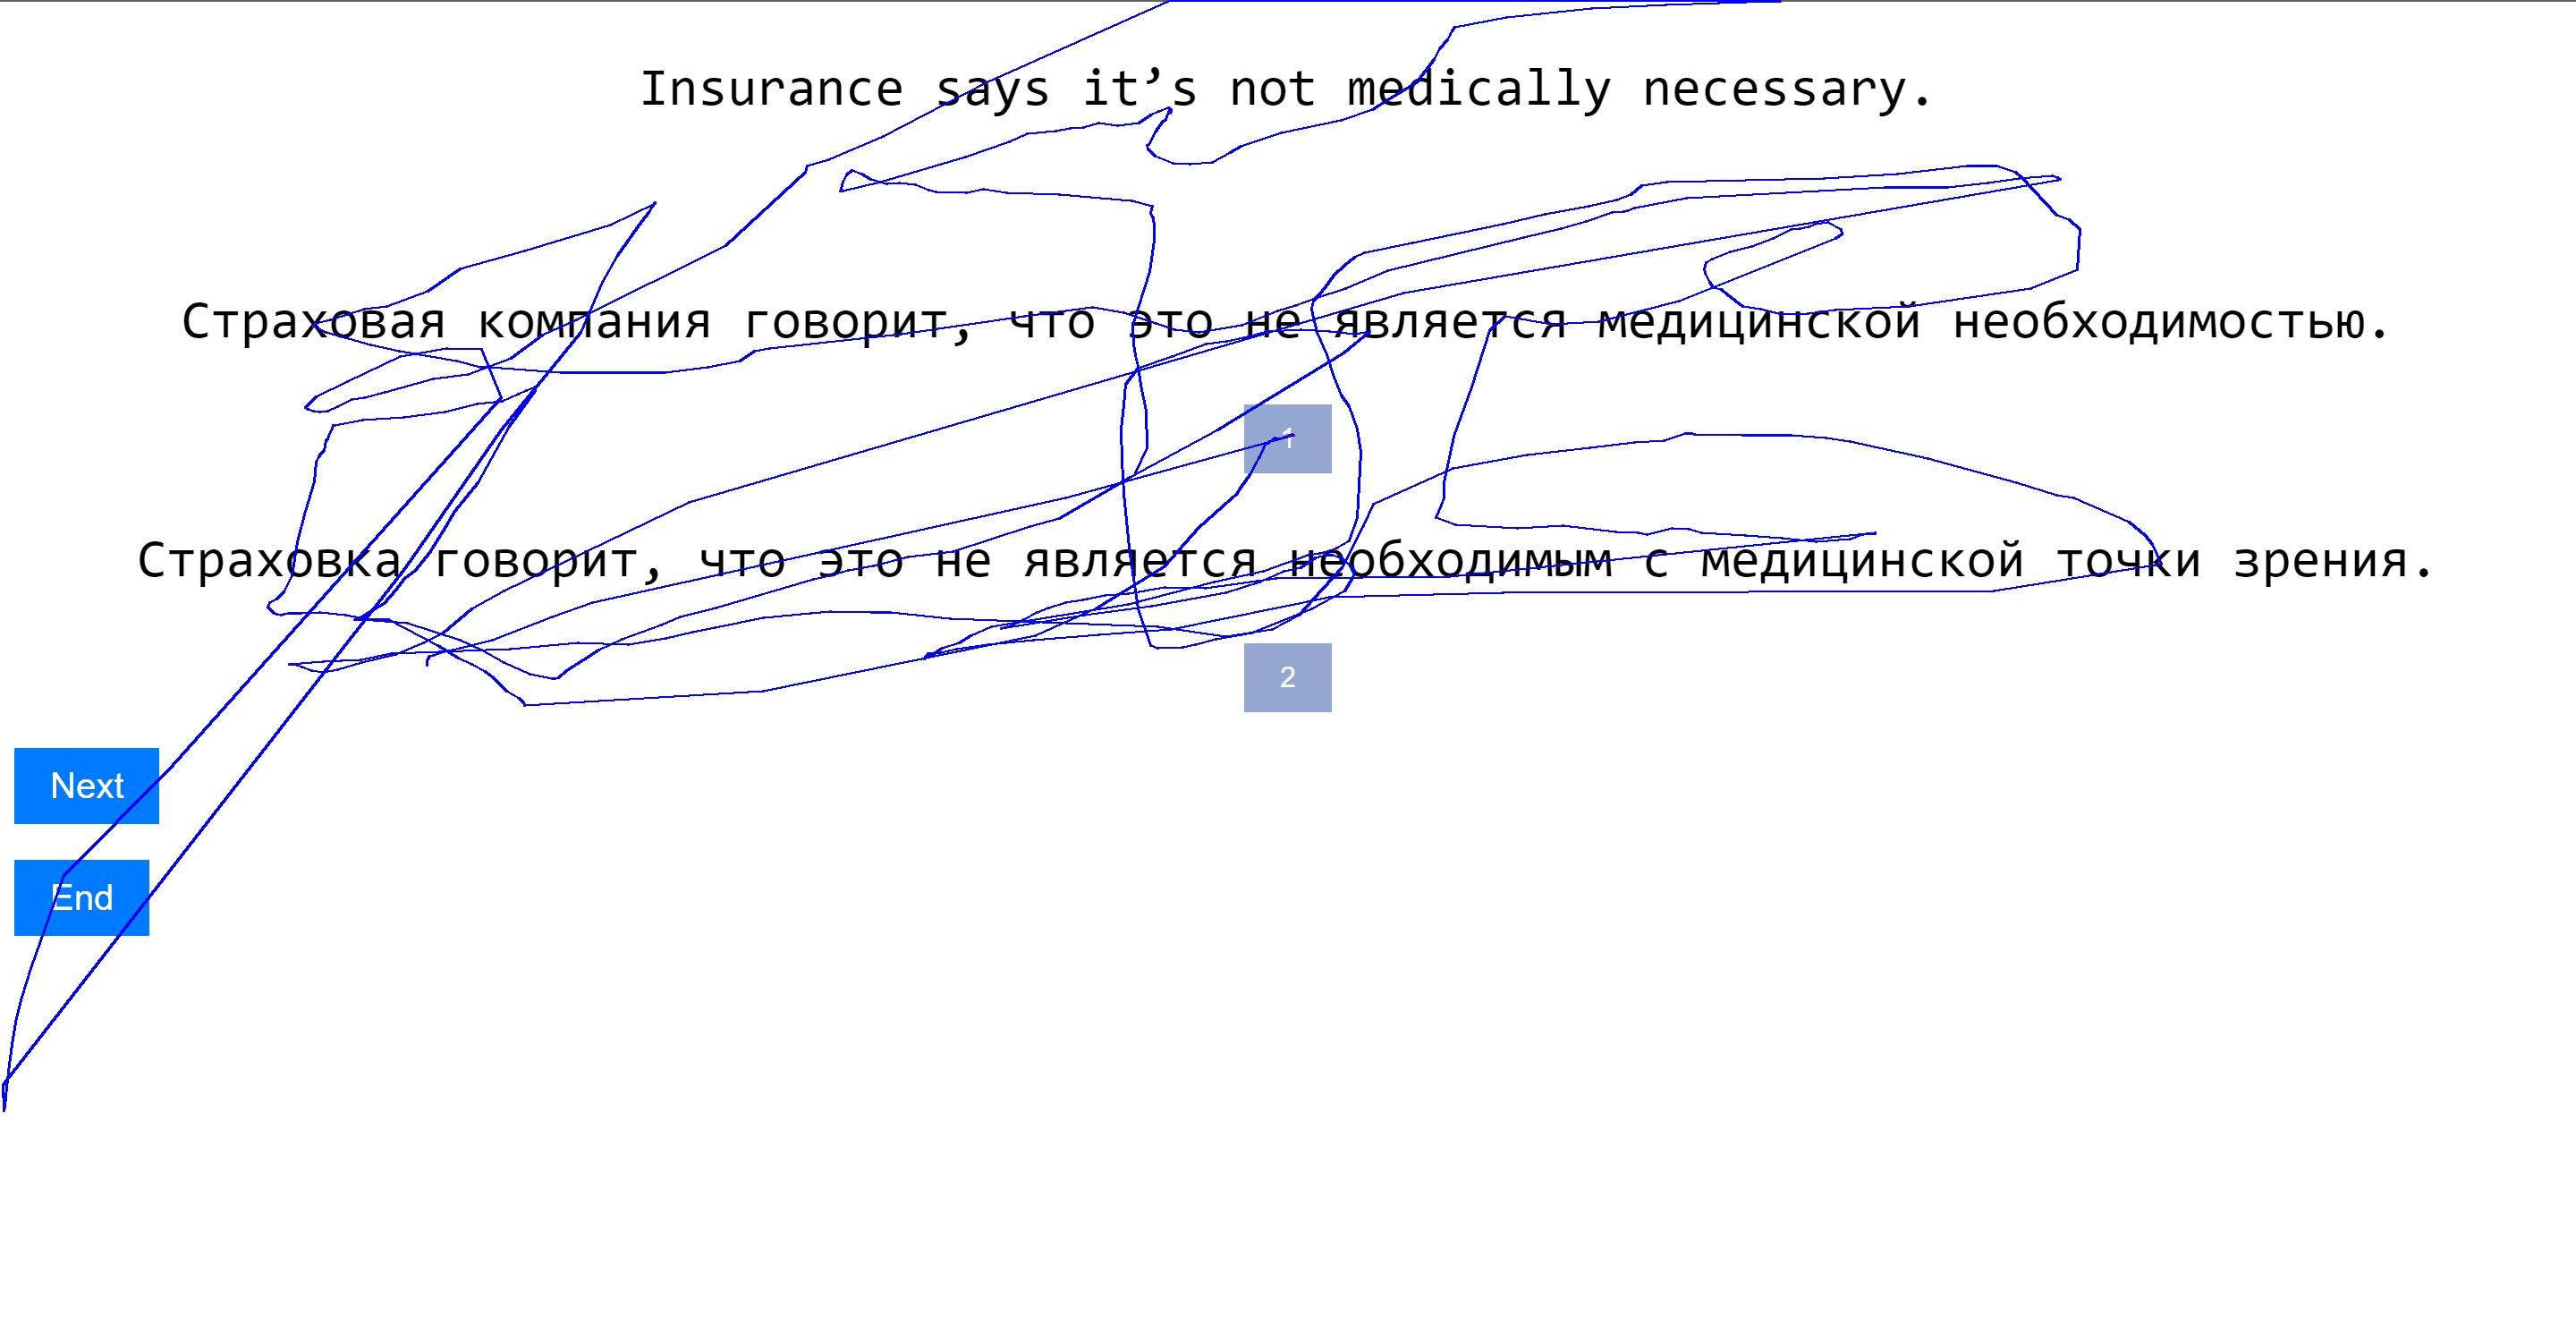 Insurance says it’s not medically necessary.
Страховая компания говорит, что это не является медицинской необходимостью.
1
Страховка говорит, что это не является необходимым с медицинской точки зрения.
2
Next
End